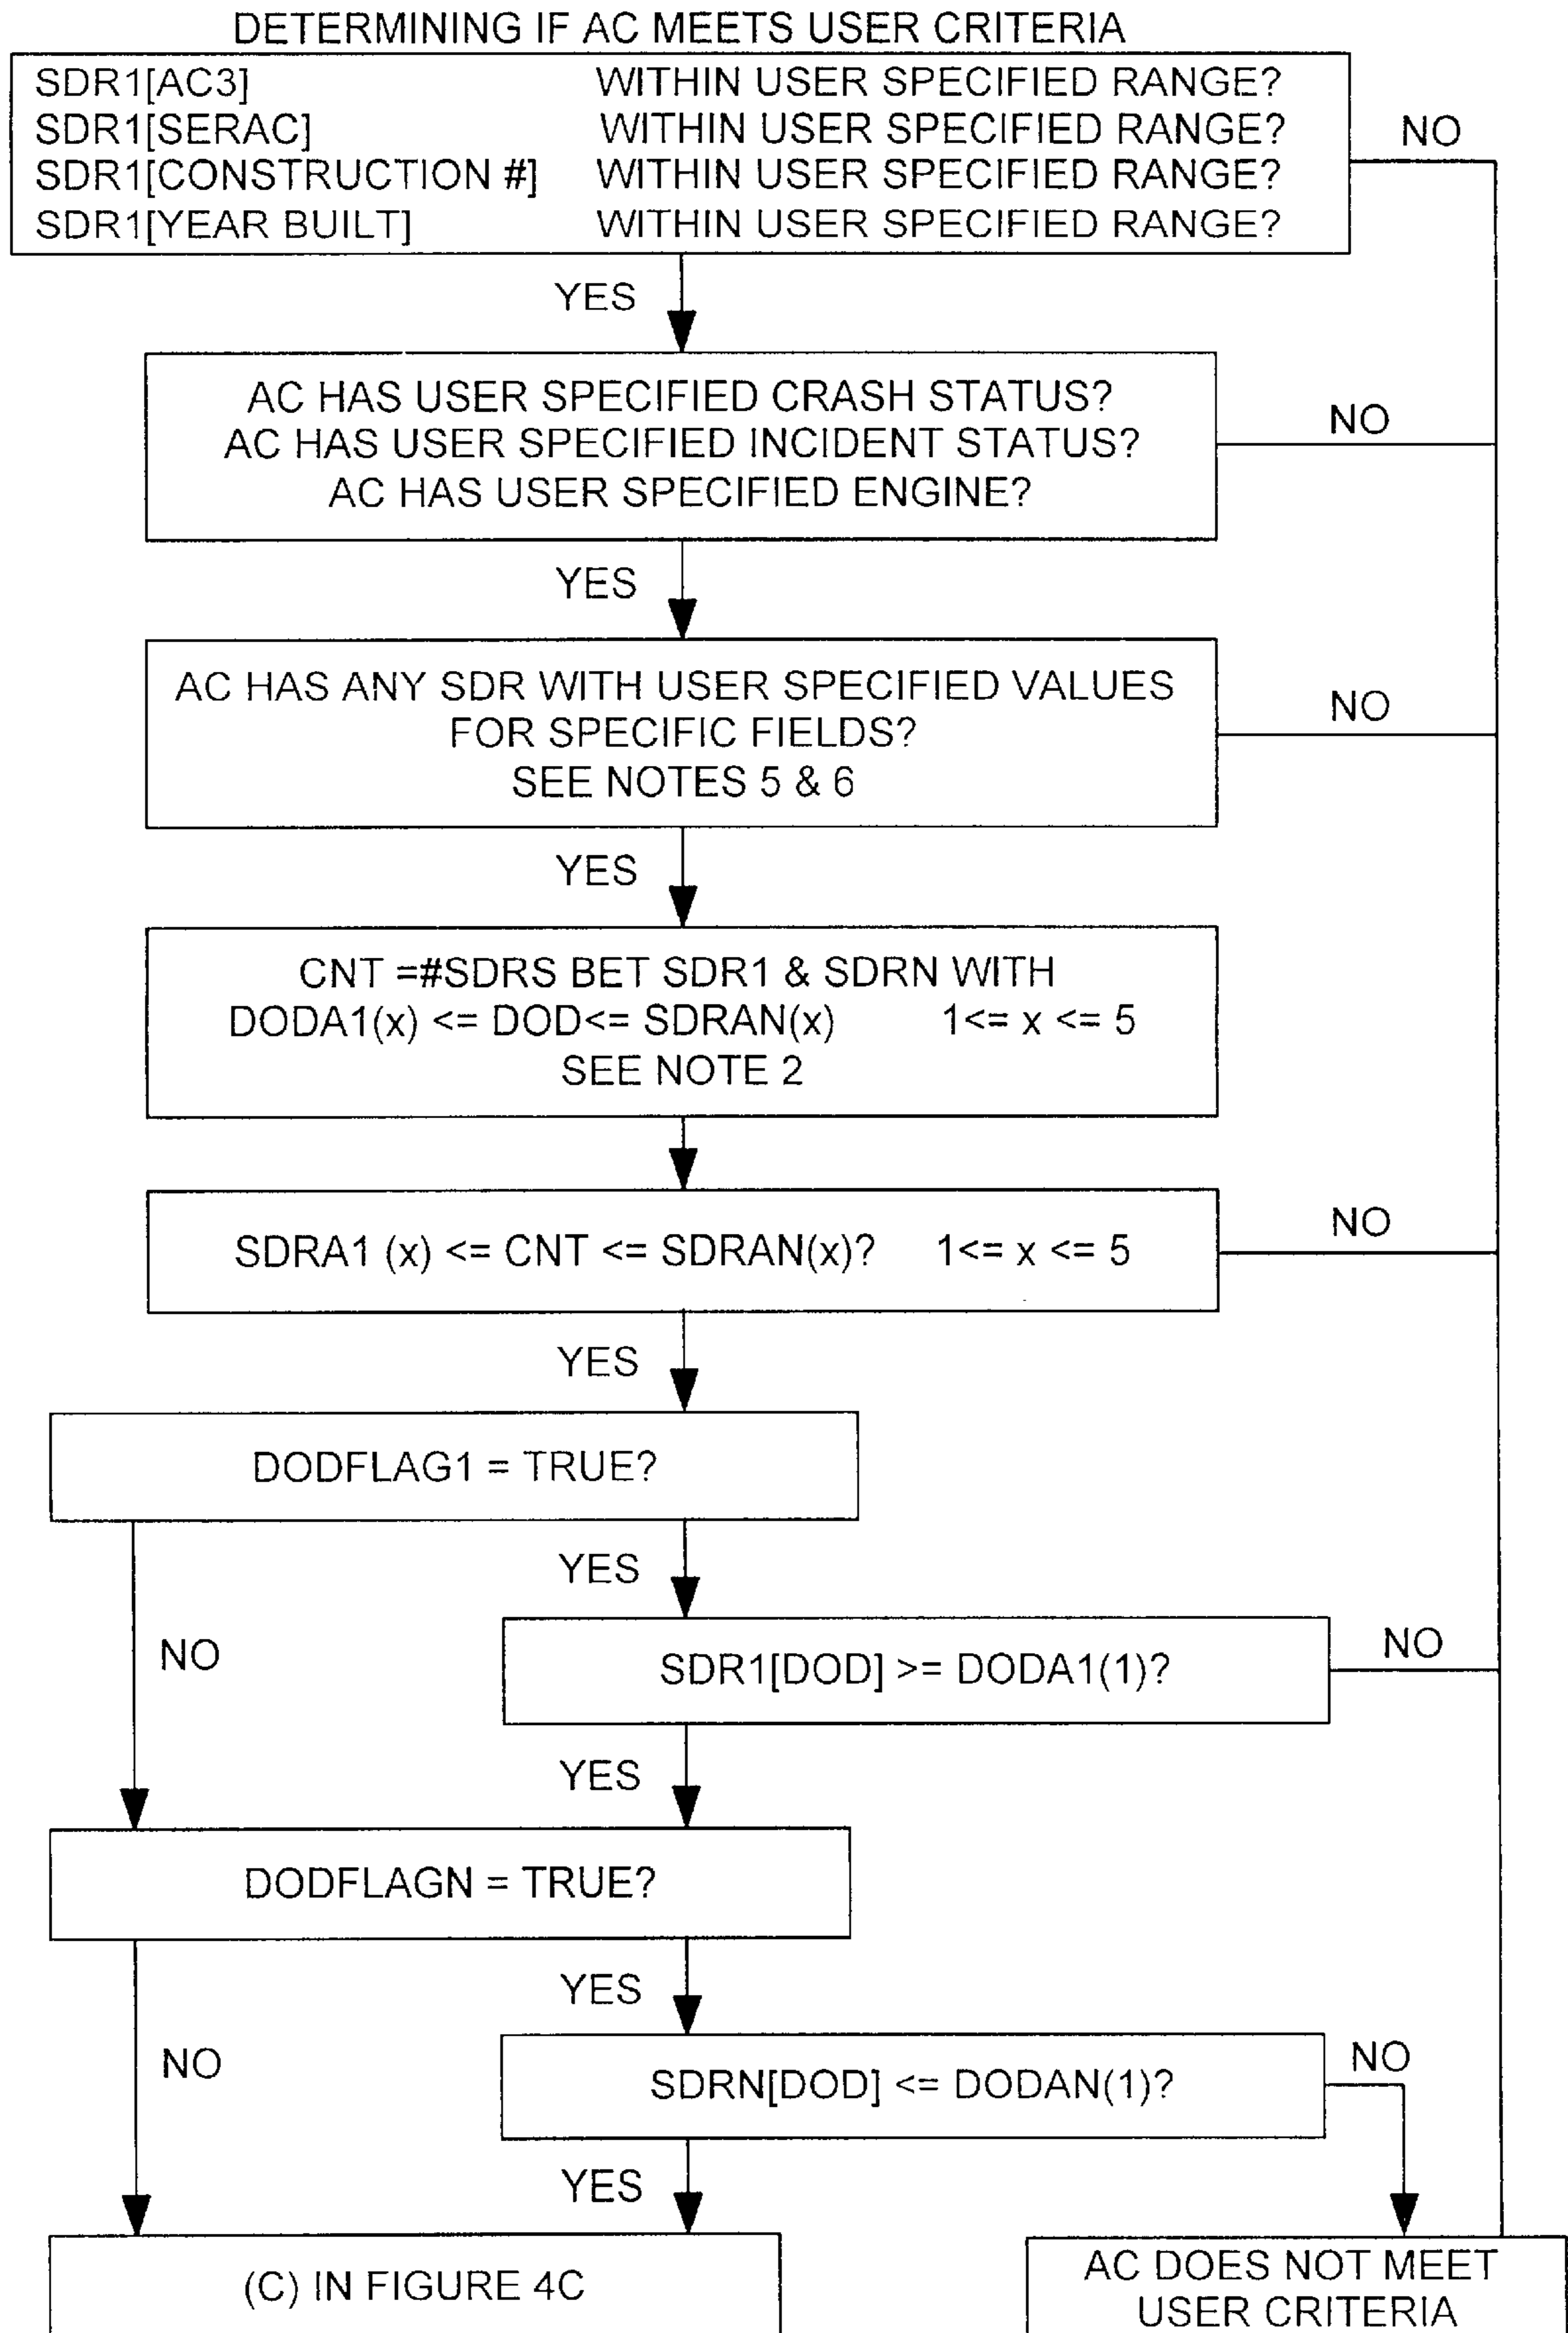 DETERMINING IF AC MEETS USER CRITERIA
SDR1[AC3] WITHIN USER SPECIFIED RANGE?
SDR1[SERAC] WITHIN USER SPECIFIED RANGE?
SDR1[CONSTRUCTION #] WITHIN USER SPECIFIED RANGE?
SDR1[YEAR BUILT] WITHIN USER SPECIFIED RANGE?
NO
YES
AC HAS USER SPECIFIED CRASH STATUS?
AC HAS USER SPECIFIED INCIDENT STATUS?
AC HAS USER SPECIFIED ENGINE?
NO
YES
AC HAS ANY SDR WITH USER SPECIFIED VALUES
FOR SPECIFIC FIELDS?
SEE NOTES 5 & 6
NO
YES
CNT =#SDRS BET SDR1 & SDRN WITH
DODA1(x) <= DOD<= SDRAN(x) 1<= x <= 5
SEE NOTE 2
SDRA1 (x) <= CNT <= SDRAN(x)? 1<= x <= 5
NO
YES
DODFLAG1 = TRUE?
YES
NO
SDR1[DOD] >= DODA1(1)?
NO
YES
DODFLAGN = TRUE?
YES
NO
SDRN[DOD] <= DODAN(1)?
NO
YES
(C) IN FIGURE 4C
AC DOES NOT MEET
USER CRITERIA